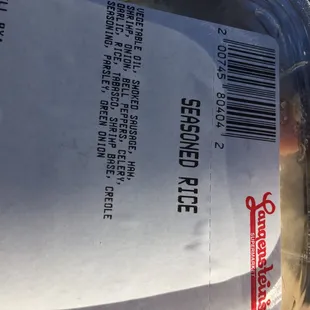 Langenstein's
SUPERMARKET
2 00745 80404 2
SEASONED RICE
VEGETABLE OIL, SMOKED SAUSAGE, HAM,
SHRIMP, ONION, BELL PEPPERS, CELERY,
GARLIC, RICE, TABASCO, SHRIMP BASE, CREOLE
SEASONING, PARSLEY, GREEN ONION